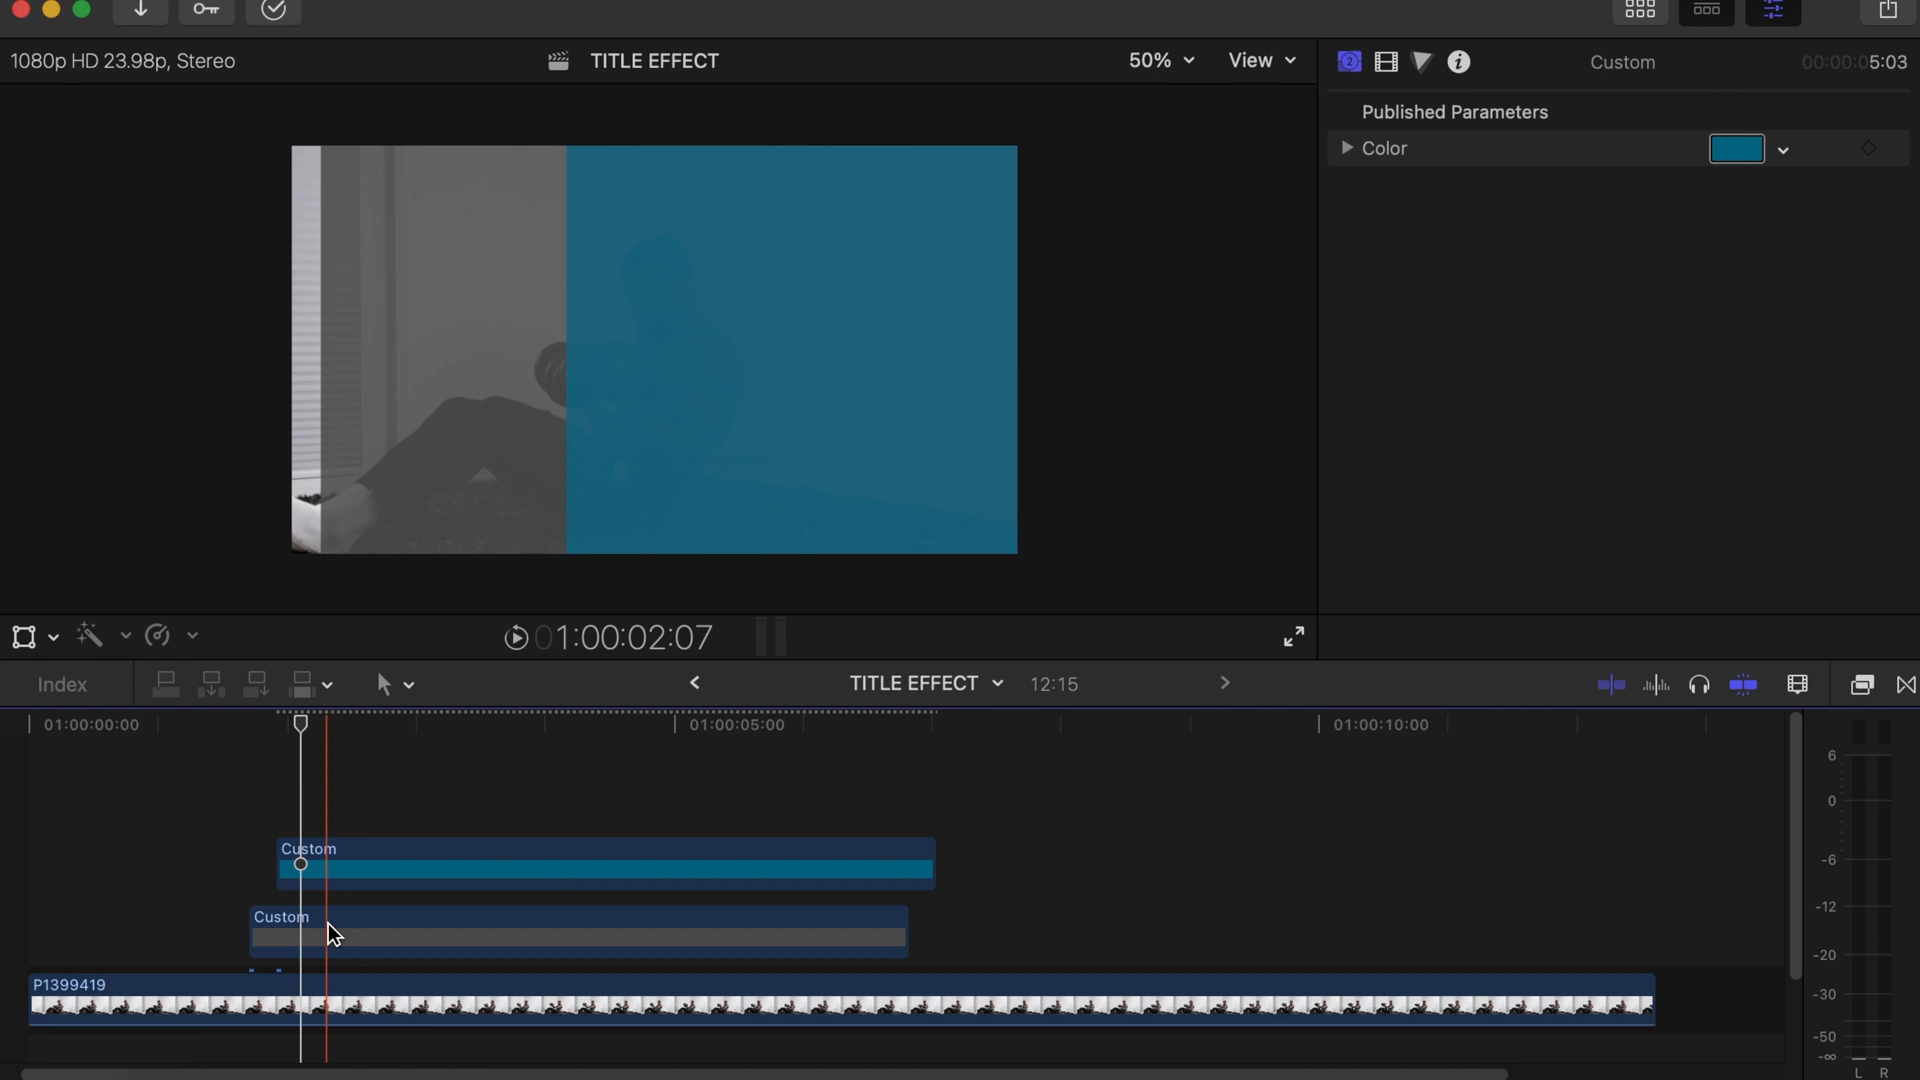 1080p HD 23.98p, Stereo
TITLE EFFECT
50%
View
Custom
00:00:05:03
Published Parameters
Color
01:00:02:07
Index
TITLE EFFECT
12:15
01:00:00:00
01:00:05:00
01:00:10:00
Custom
Custom
P1399419
6
0
-6
-12
-20
-30
-50
-∞
L R